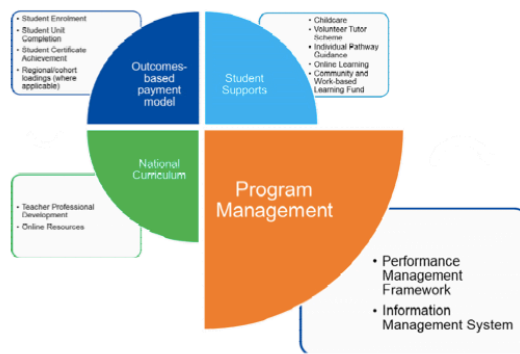 • Student Enrolment
• Student Unit
Completion
• Student Certificate
Achievement
• Regional/cohort
loadings (where
applicable)
Outcomes-
based
payment
model
Student
Supports
• Childcare
• Volunteer Tutor
Scheme
• Individual Pathway
Guidance
• Online Learning
• Community and
Work-based
Learning Fund
National
Curriculum
• Teacher Professional
Development
• Online Resources
Program
Management
• Performance
Management
Framework
• Information
Management System